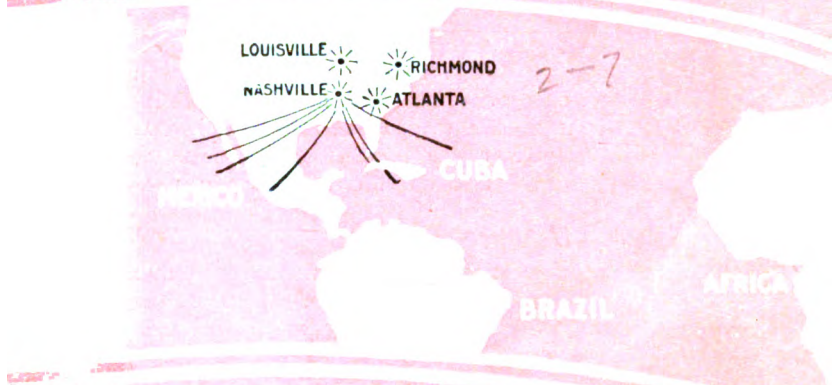 LOUISVILLE
RICHMOND
2-7
NASHVILLE
ATLANTA
CUBA
MEXICO
AFRICA
BRAZIL